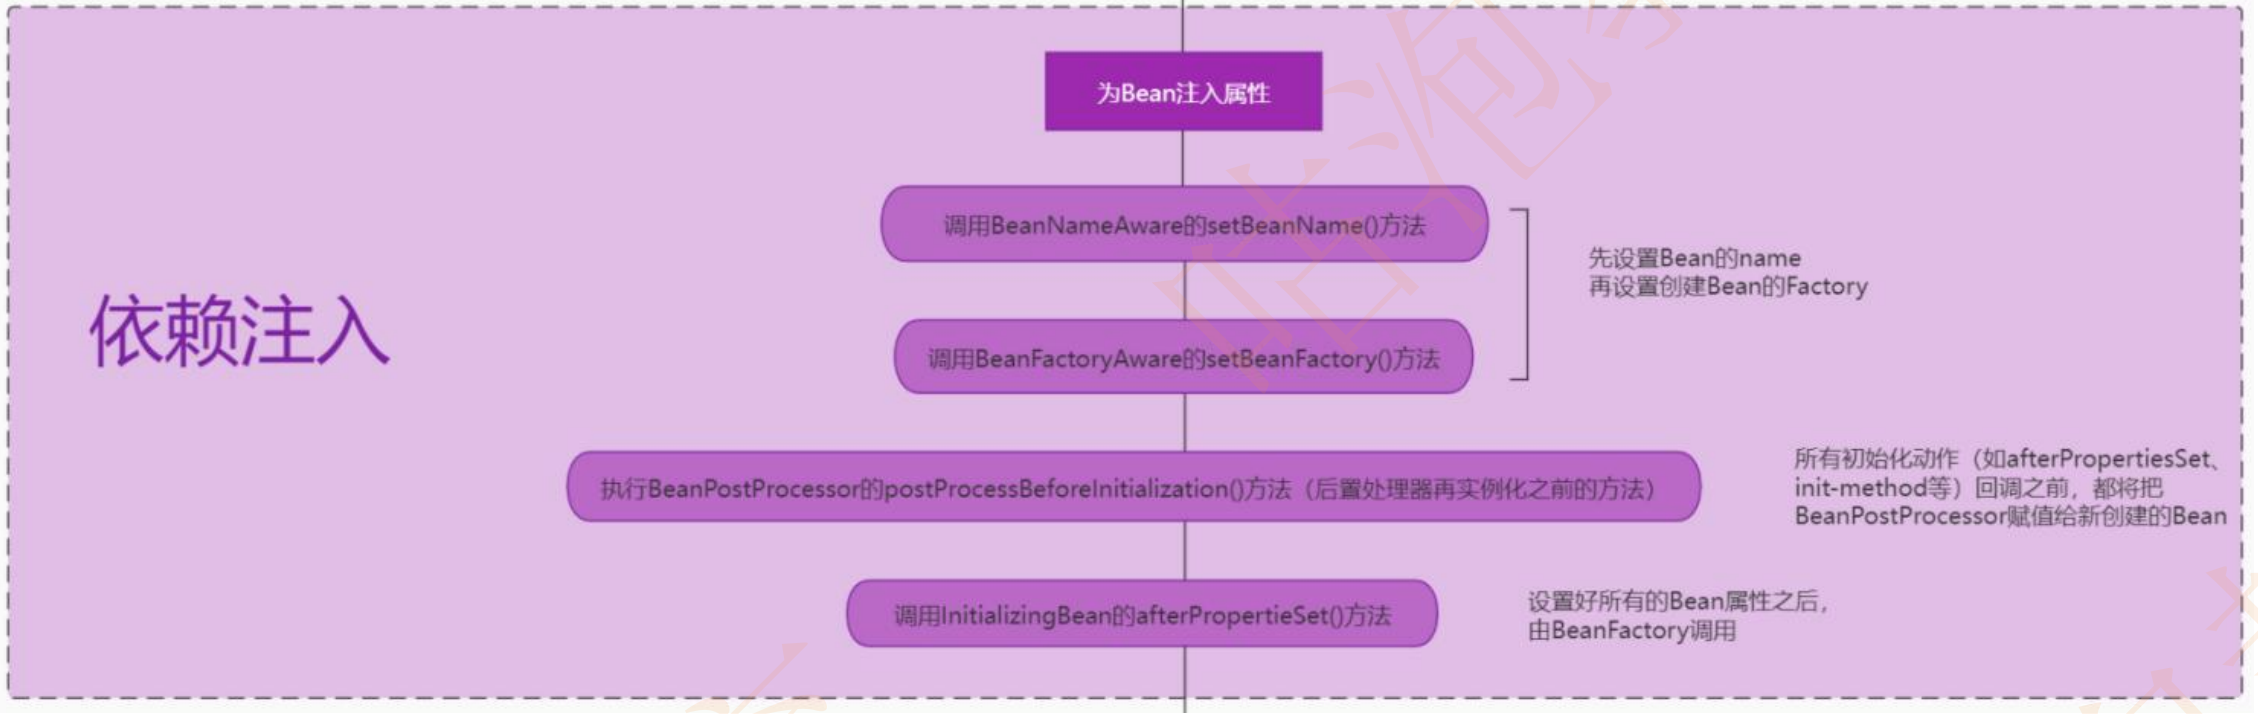 为Bean注入属性
调用BeanNameAware的setBeanName()方法
先设置Bean的name
再设置创建Bean的Factory
依赖注入
调用BeanFactoryAware的setBeanFactory()方法
执行BeanPostProcessor的postProcessBeforeInitialization()方法（后置处理器再实例化之前的方法）
所有初始化动作（如afterPropertiesSet、
init-method等）回调之前，都将把
BeanPostProcessor赋值给新创建的Bean
调用InitializingBean的afterPropertieSet()方法
设置好所有的Bean属性之后，
由BeanFactory调用